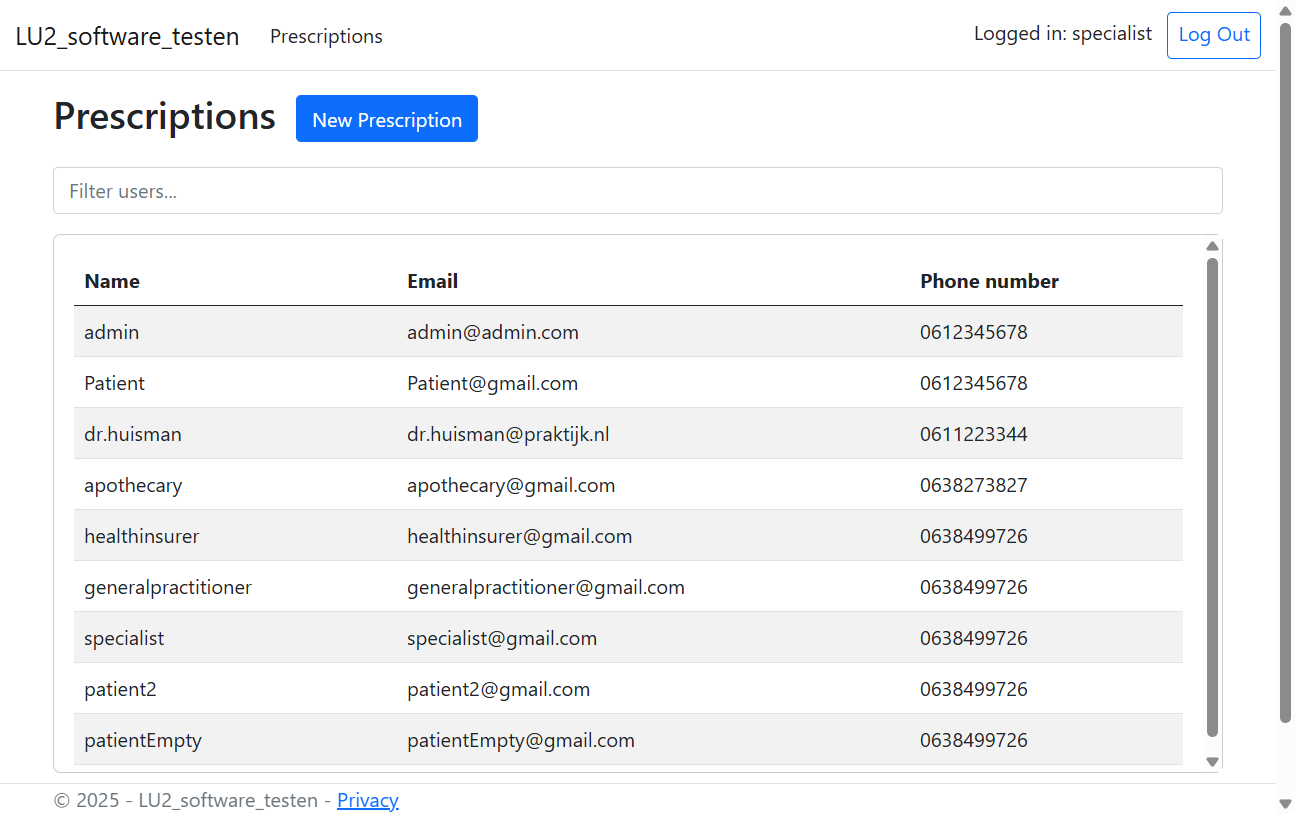 LU2_software_testen Prescriptions Logged in: specialist Log Out
Prescriptions New Prescription
Filter users...
Name Email Phone number
admin admin@admin.com 0612345678
Patient Patient@gmail.com 0612345678
dr.huisman dr.huisman@praktijk.nl 0611223344
apothecary apothecary@gmail.com 0638273827
healthinsurer healthinsurer@gmail.com 0638499726
generalpractitioner generalpractitioner@gmail.com 0638499726
specialist specialist@gmail.com 0638499726
patient2 patient2@gmail.com 0638499726
patientEmpty patientEmpty@gmail.com 0638499726
© 2025 - LU2_software_testen - Privacy